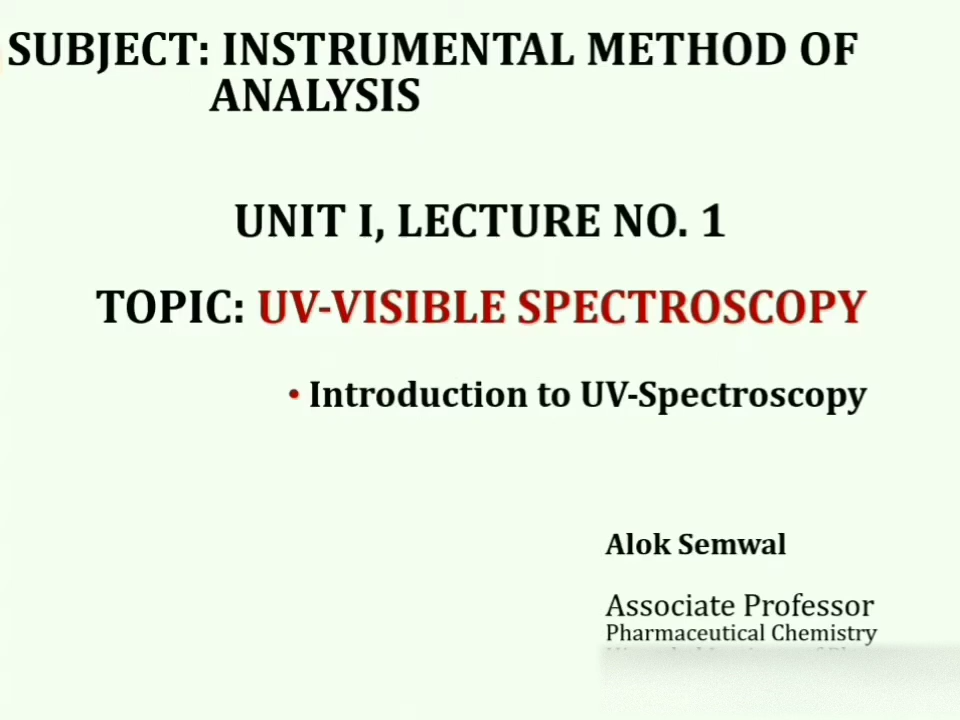 SUBJECT: INSTRUMENTAL METHOD OF
ANALYSIS
UNIT I, LECTURE NO. 1
TOPIC: UV-VISIBLE SPECTROSCOPY
• Introduction to UV-Spectroscopy
Alok Semwal
Associate Professor
Pharmaceutical Chemistry